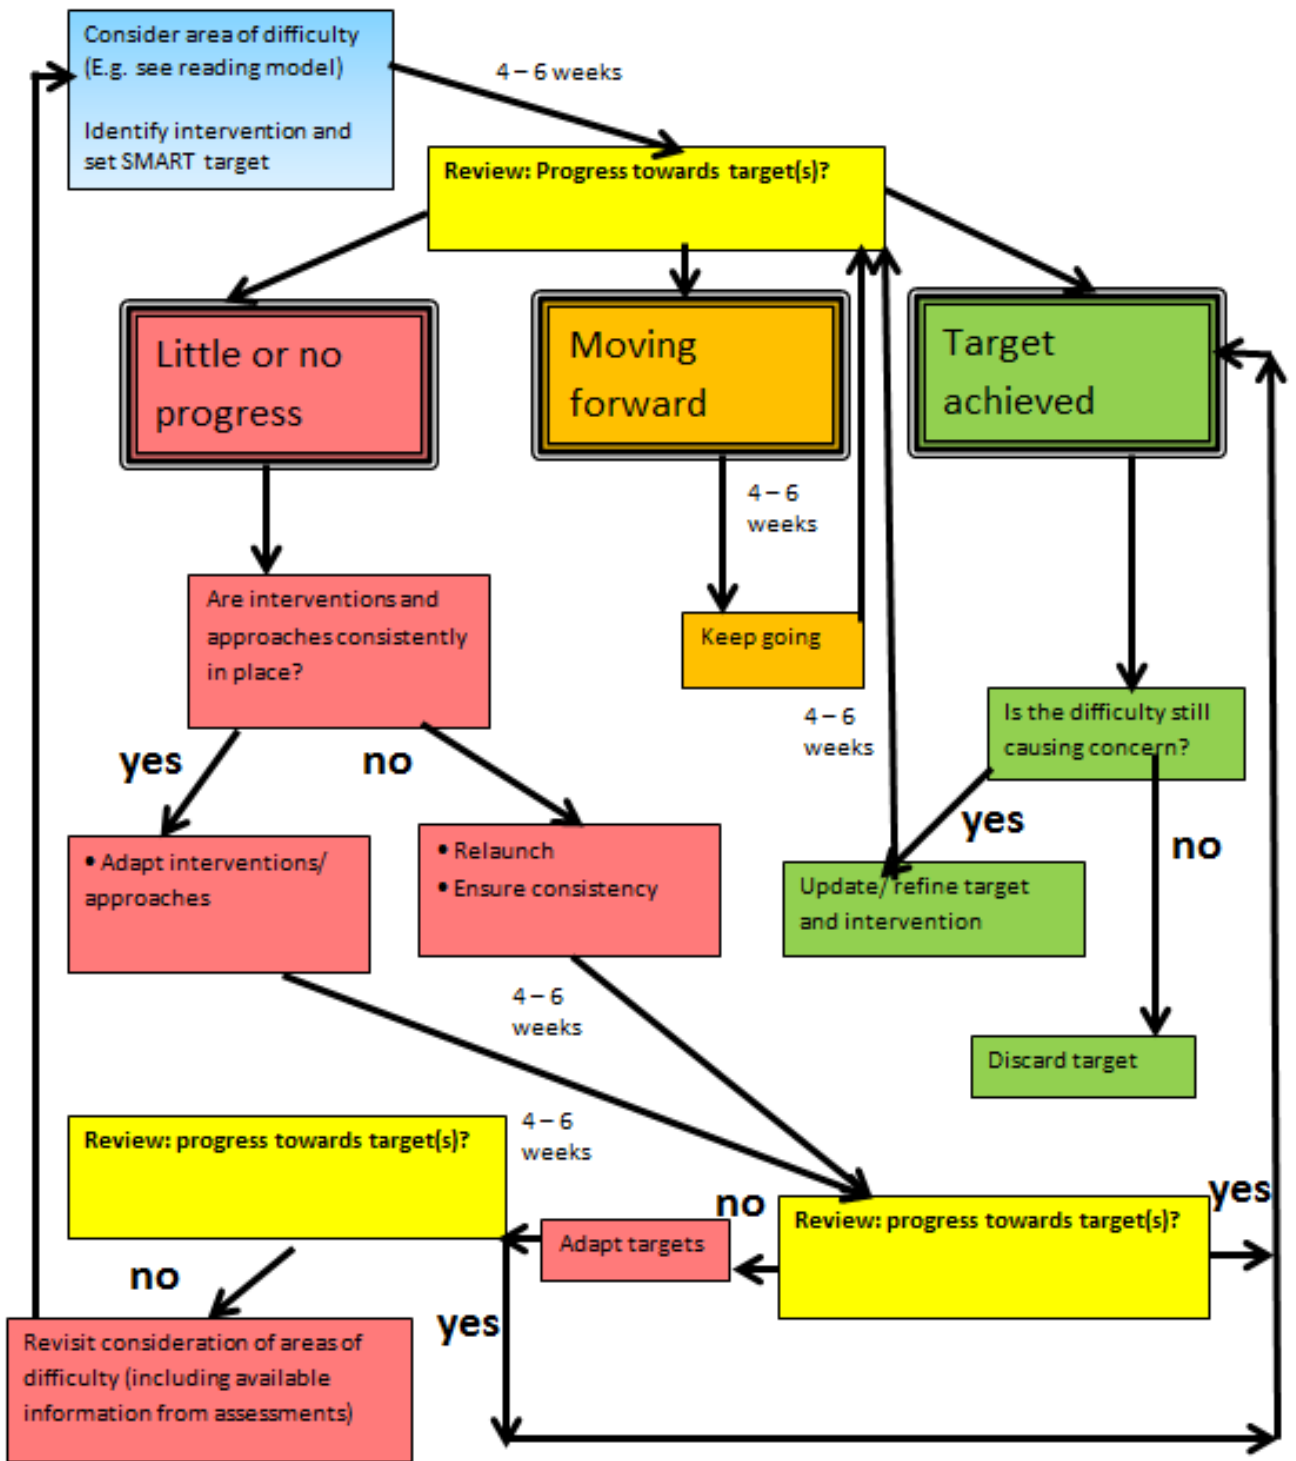 Consider area of difficulty
(E.g. see reading model)
Identify intervention and
set SMART target
4 – 6 weeks
Review: Progress towards target(s)?
Little or no
progress
Moving
forward
Target
achieved
4 – 6
weeks
Are interventions and
approaches consistently
in place?
Keep going
4 – 6
weeks
Is the difficulty still
causing concern?
yes
no
yes
no
• Adapt interventions/
approaches
• Relaunch
• Ensure consistency
Update/ refine target
and intervention
4 – 6
weeks
Discard target
4 – 6
weeks
Review: progress towards target(s)?
no
yes
Review: progress towards target(s)?
Adapt targets
no
yes
Revisit consideration of areas of
difficulty (including available
information from assessments)